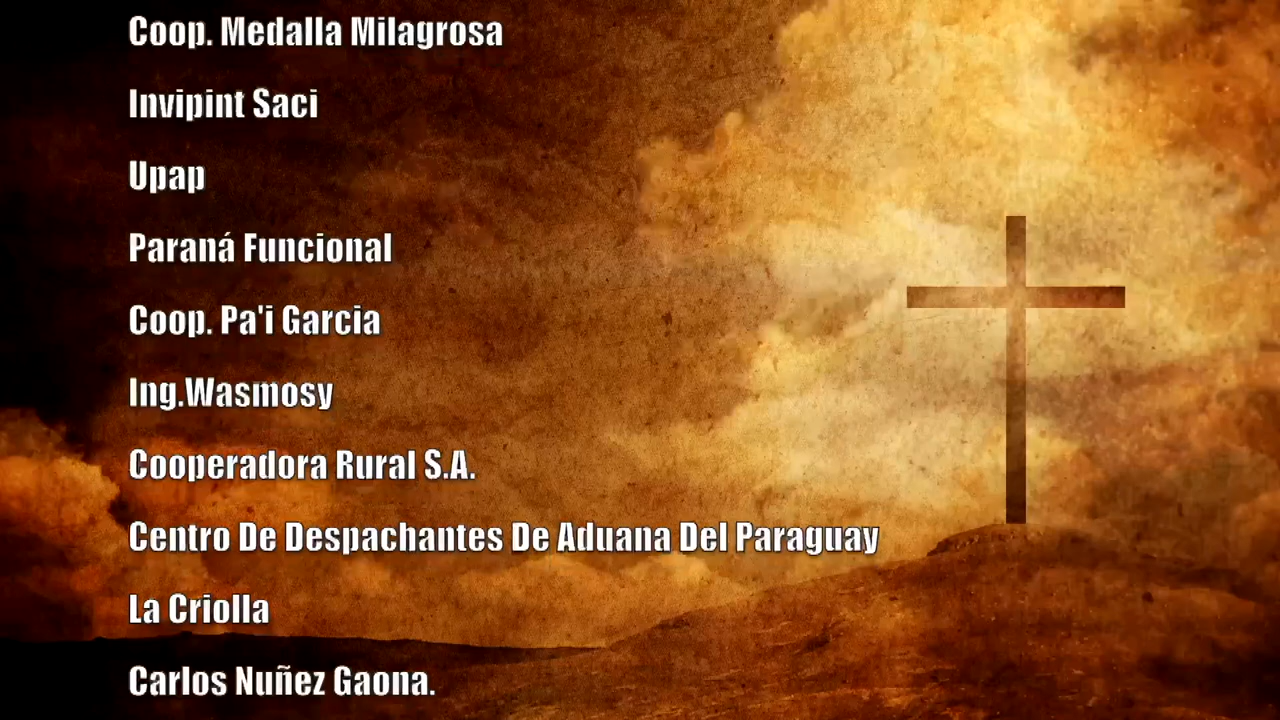 Coop. Medalla Milagrosa
Invipint Saci
Upap
Paraná Funcional
Coop. Pa'i Garcia
Ing.Wasmosy
Cooperadora Rural S.A.
Centro De Despachantes De Aduana Del Paraguay
La Criolla
Carlos Nuñez Gaona.